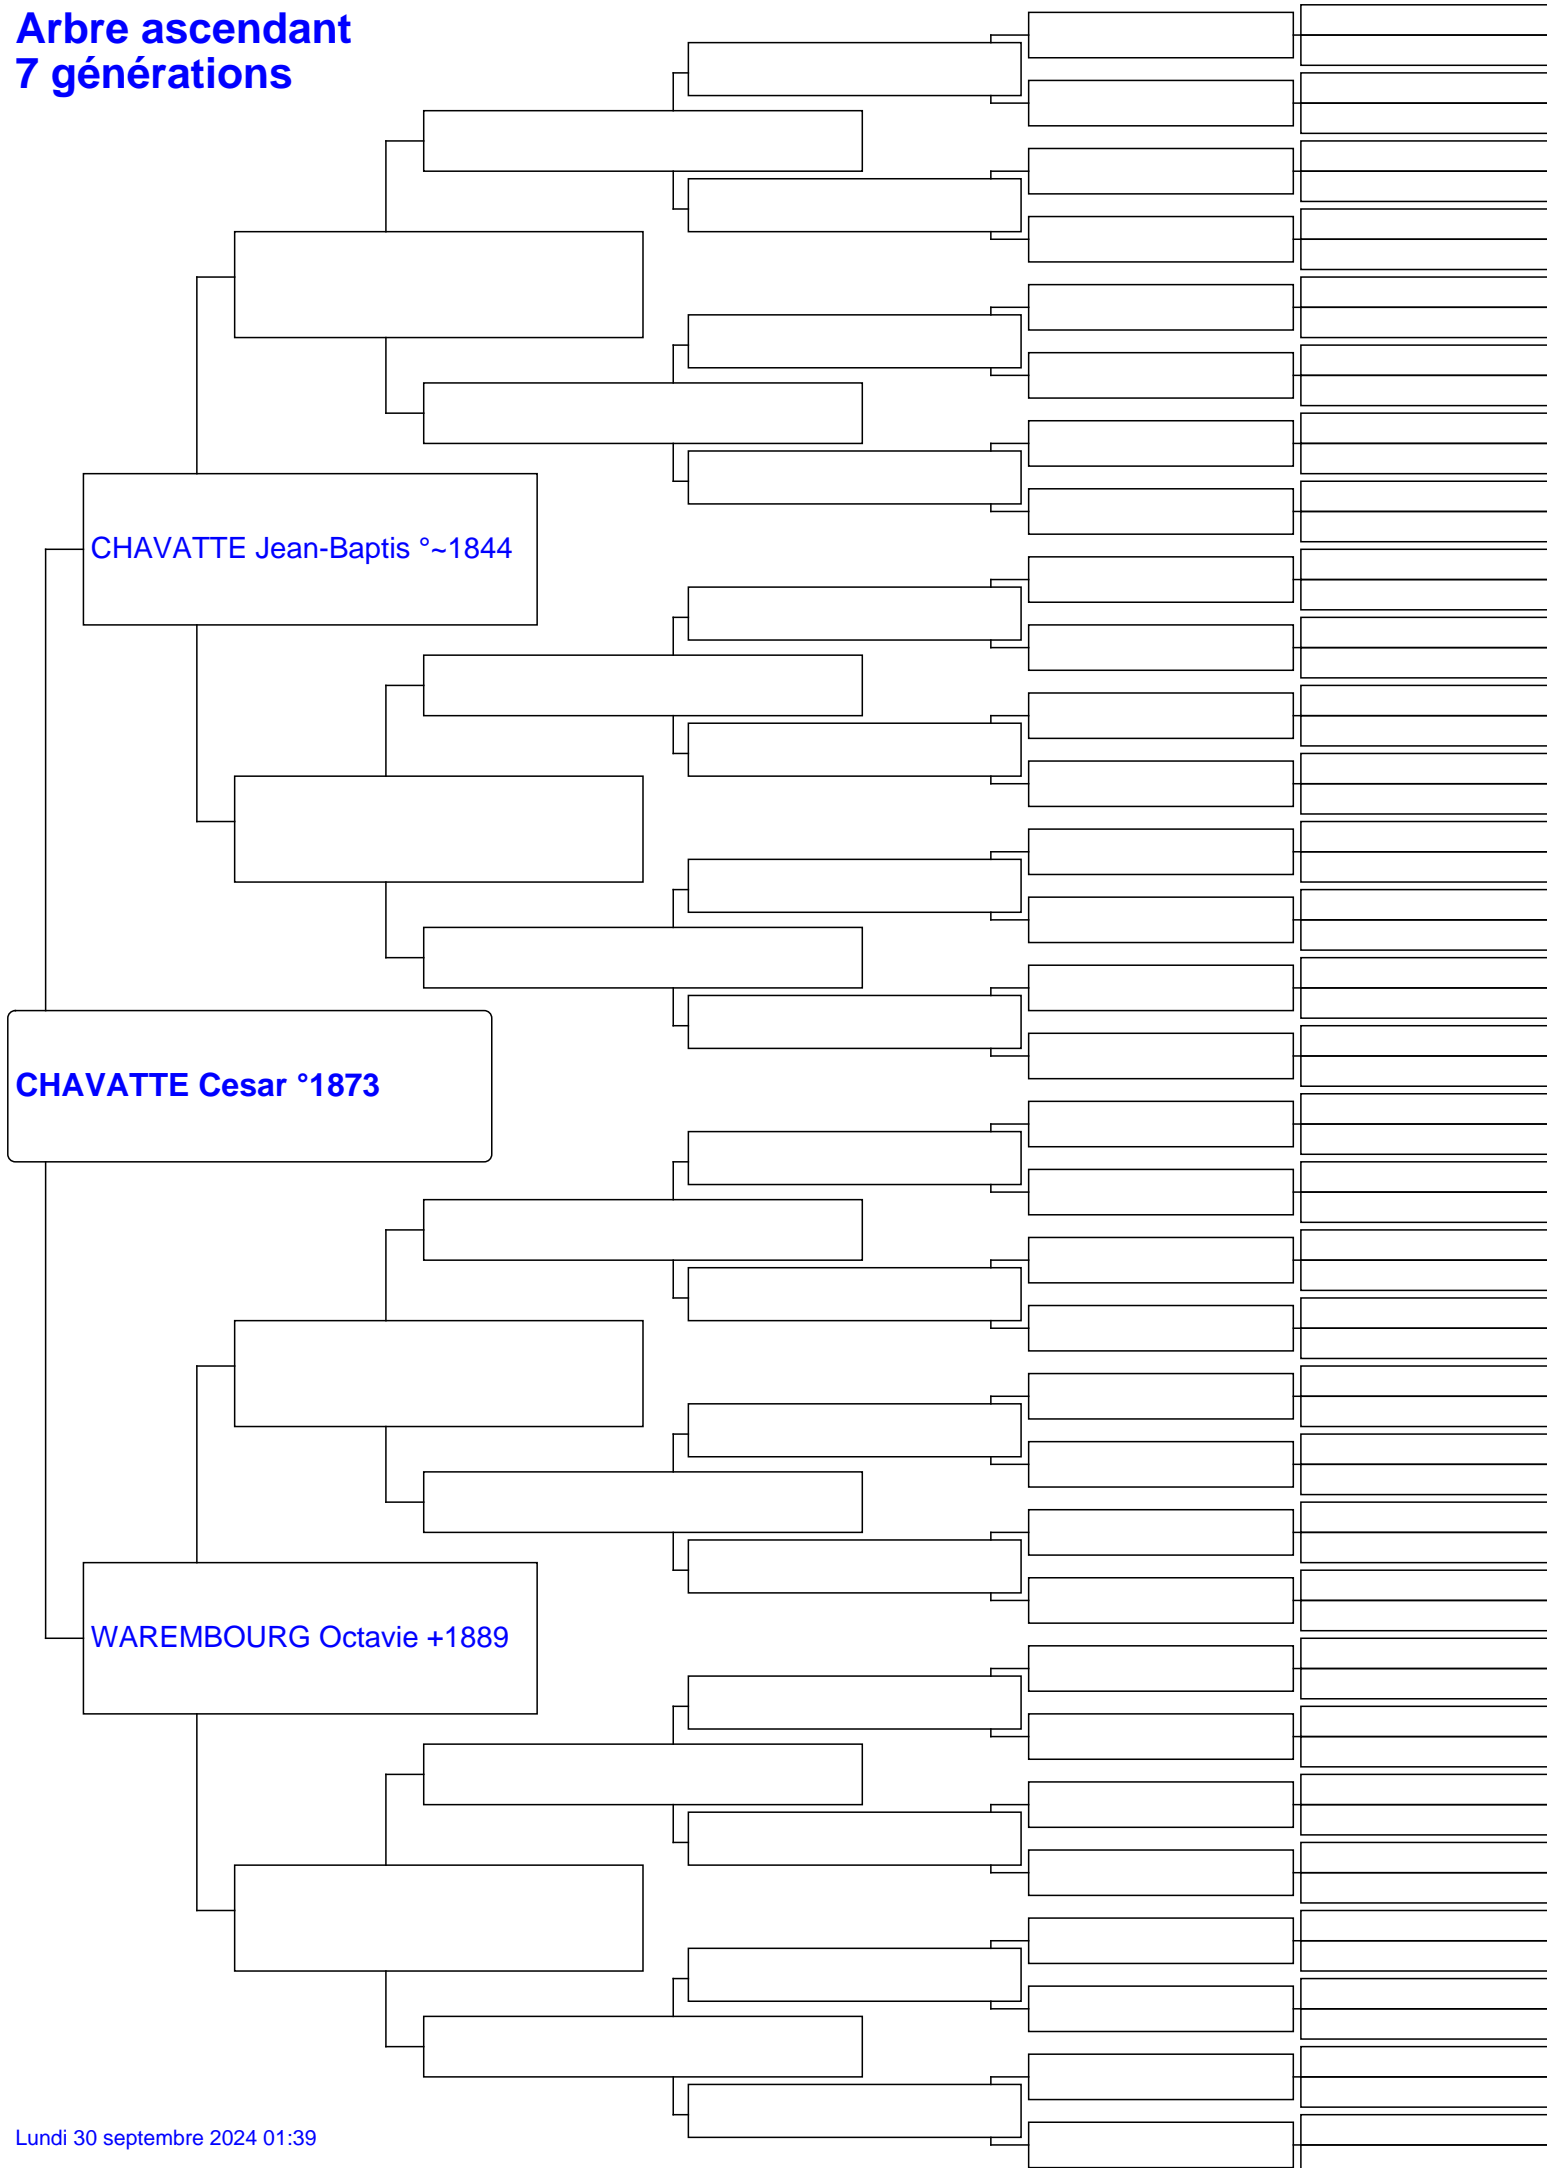 Arbre ascendant
7 générations
CHAVATTE Jean-Baptis °~1844
CHAVATTE Cesar °1873
WAREMBOURG Octavie +1889
Lundi 30 septembre 2024 01:39